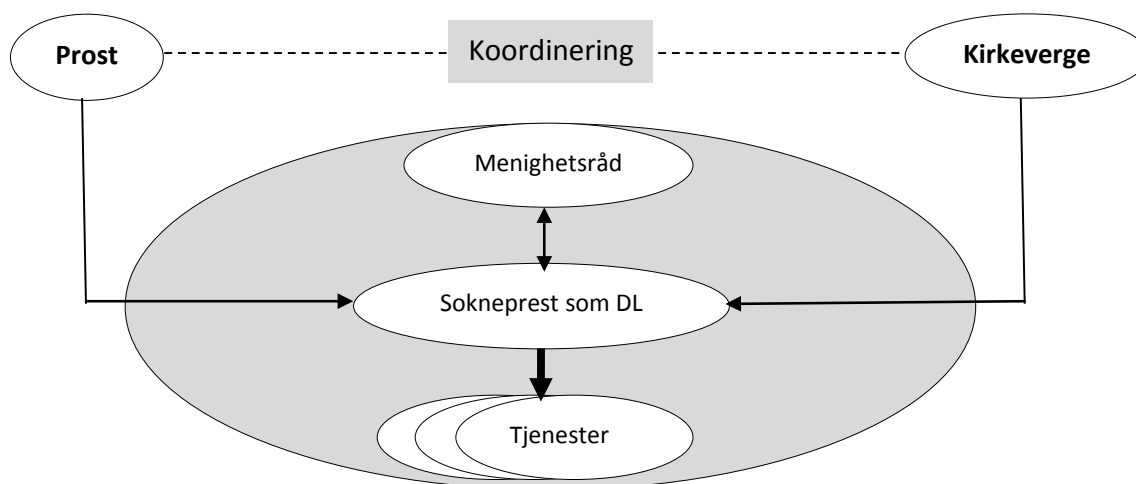 Prost
Koordinering
Kirkeverge
Menighetsråd
Sokneprest som DL
Tjenester